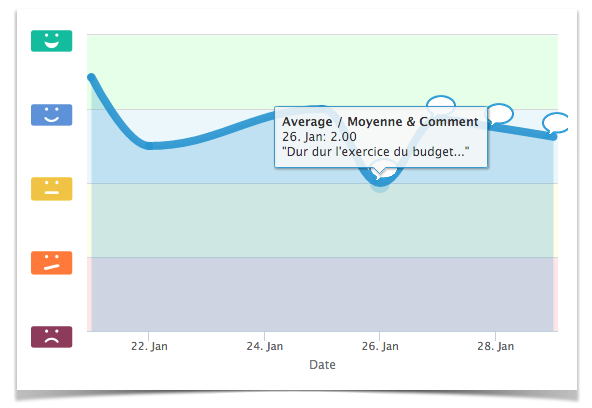 Average / Moyenne & Comment
26. Jan: 2.00
"Dur dur l'exercice du budget..."
22. Jan
24. Jan
26. Jan
28. Jan
Date